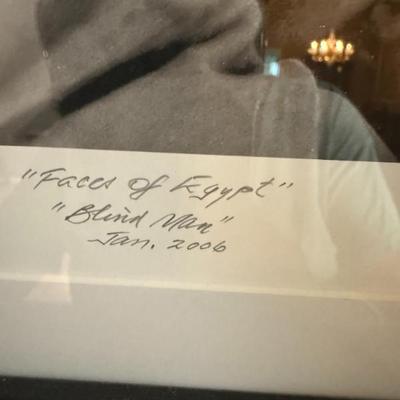 "Faces of Egypt"
"Blind Man"
Jan. 2006